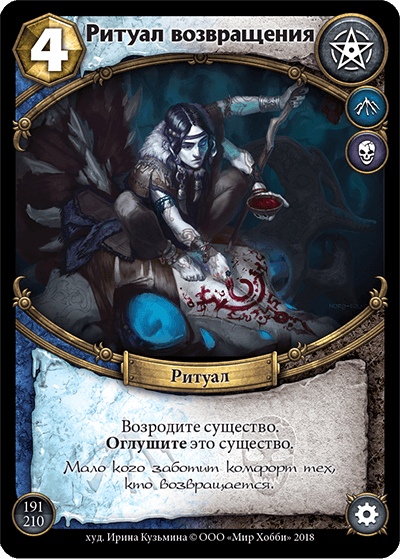 4
Ритуал возвращения
Ритуал
Возродите существо.
Оглушите это существо.
Мало кого заботит комфорт тех,
кто возвращается.
191
210
худ. Ирина Кузьмина © ООО «Мир Хобби» 2018